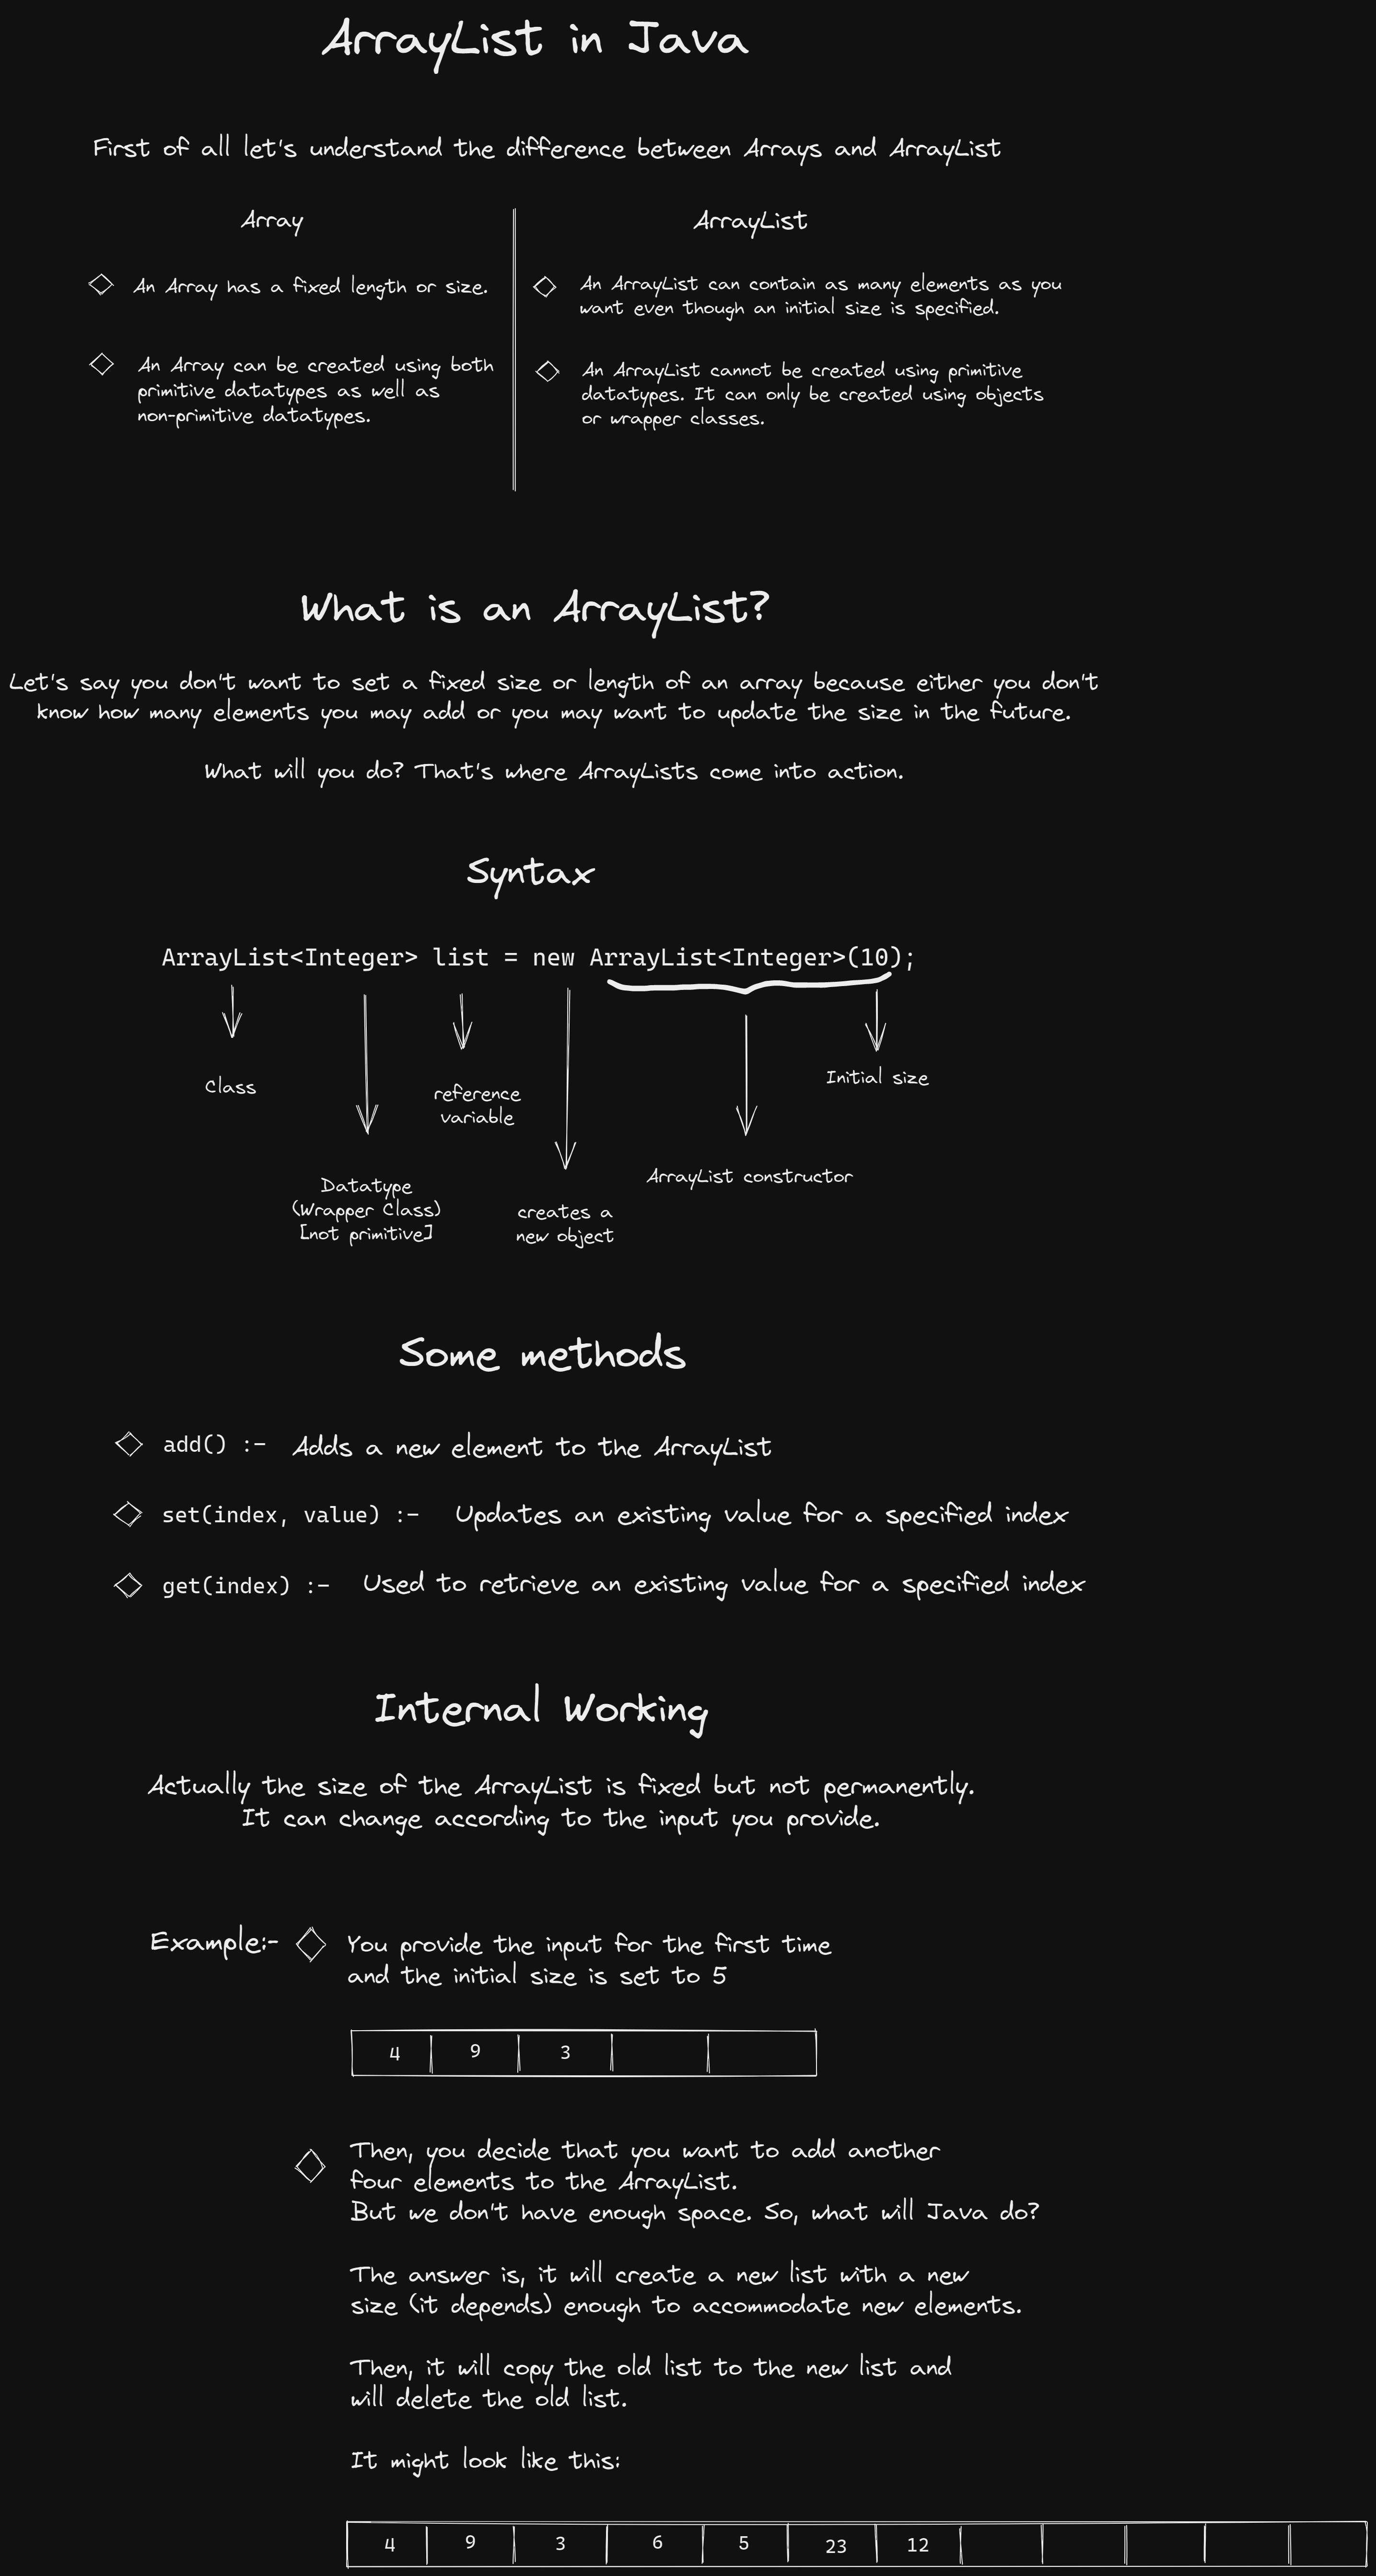 ArrayList in Java
First of all let's understand the difference between Arrays and ArrayList
Array
An Array has a fixed length or size.
An Array can be created using both
primitive datatypes as well as
non-primitive datatypes.
ArrayList
An ArrayList can contain as many elements as you
want even though an initial size is specified.
An ArrayList cannot be created using primitive
datatypes. It can only be created using objects
or wrapper classes.
What is an ArrayList?
Let's say you don't want to set a fixed size or length of an array because either you don't
know how many elements you may add or you may want to update the size in the future.
What will you do? That's where ArrayLists come into action.
Syntax
ArrayList<Integer> list = new ArrayList<Integer>(10);
Class
Datatype
(Wrapper Class)
[not primitive]
reference
variable
creates a
new object
ArrayList constructor
Initial size
Some methods
add() :- Adds a new element to the ArrayList
set(index, value) :- Updates an existing value for a specified index
get(index) :- Used to retrieve an existing value for a specified index
Internal Working
Actually the size of the ArrayList is fixed but not permanently.
It can change according to the input you provide.
Example:- You provide the input for the first time
and the initial size is set to 5
4 9 3
Then, you decide that you want to add another
four elements to the ArrayList.
But we don't have enough space. So, what will Java do?
The answer is, it will create a new list with a new
size (it depends) enough to accommodate new elements.
Then, it will copy the old list to the new list and
will delete the old list.
It might look like this:
4 9 3 6 5 23 12